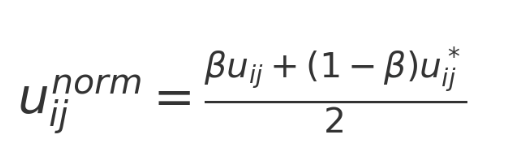 u_{ij}^{norm} = \frac{\beta u_{ij} + (1 - \beta) u_{ij}^{*}}{2}